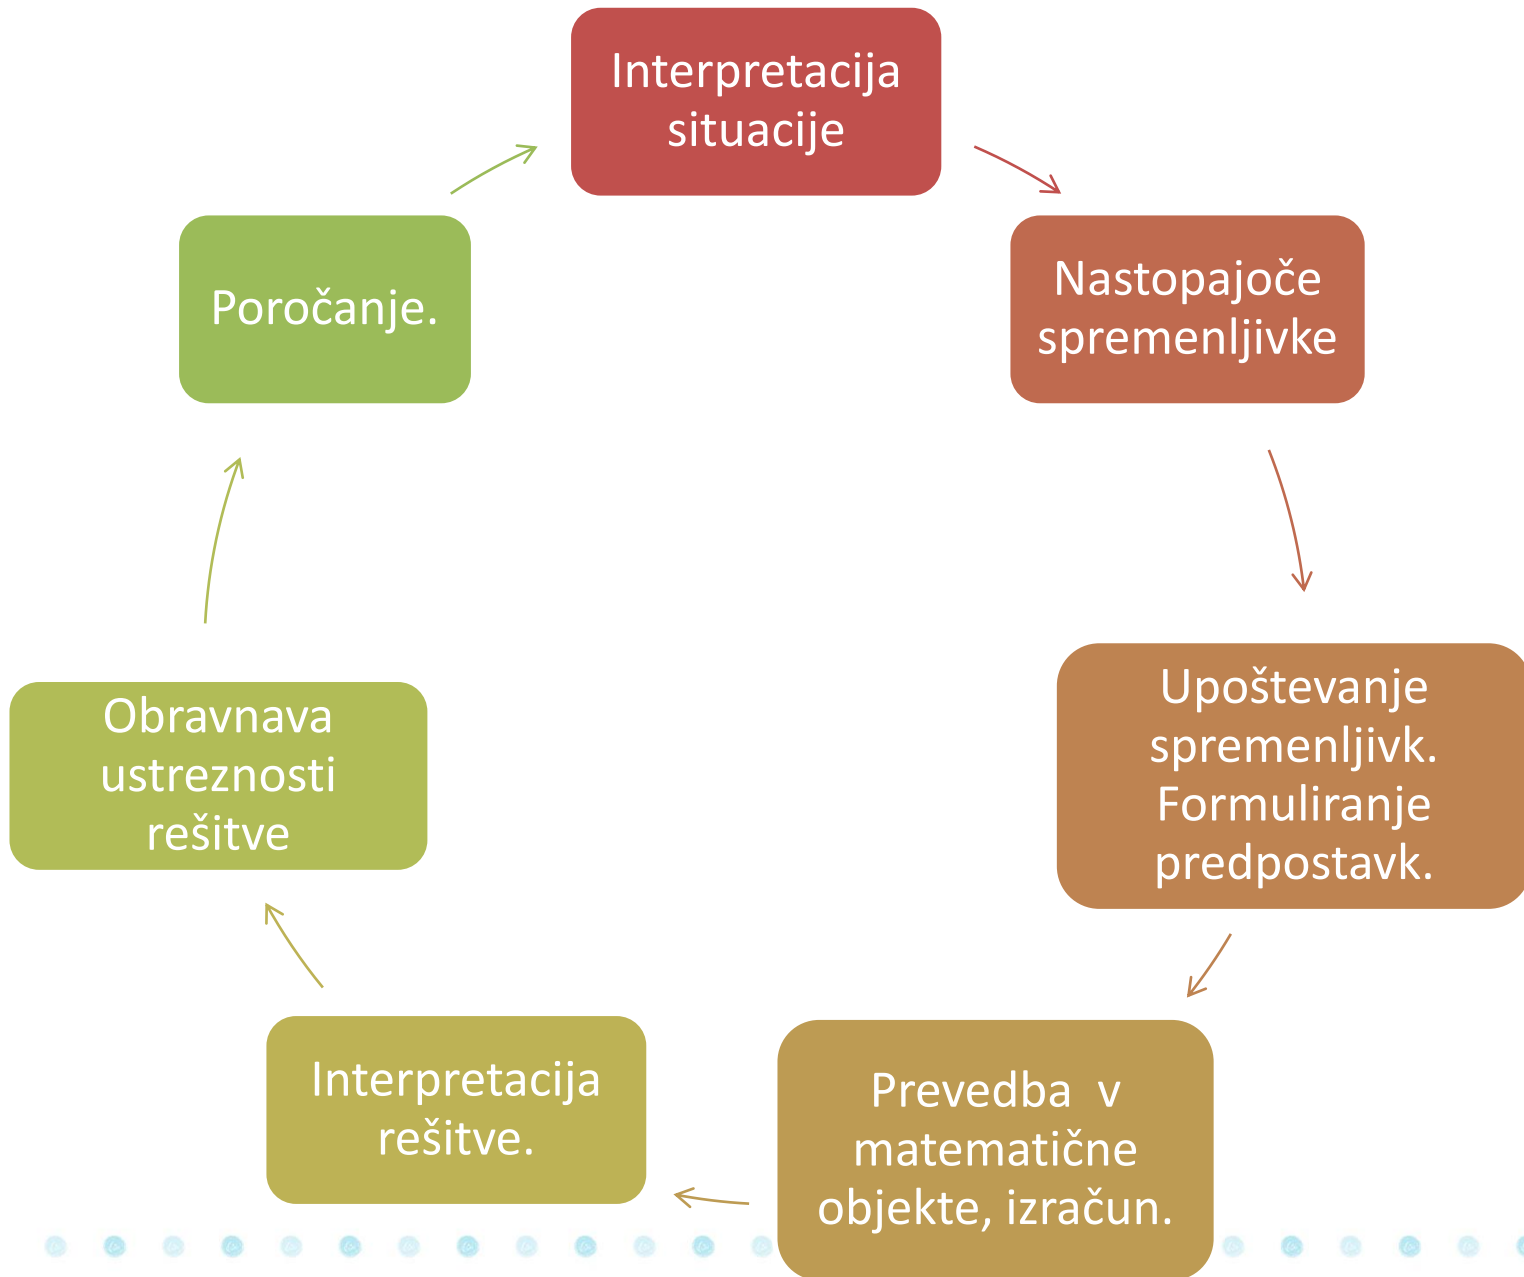 Interpretacija
situacije
Nastopajoče
spremenljivke
Upoštevanje
spremenljivk.
Formuliranje
predpostavk.
Prevedba v
matematične
objekte, izračun.
Interpretacija
rešitve.
Obravnava
ustreznosti
rešitve
Poročanje.